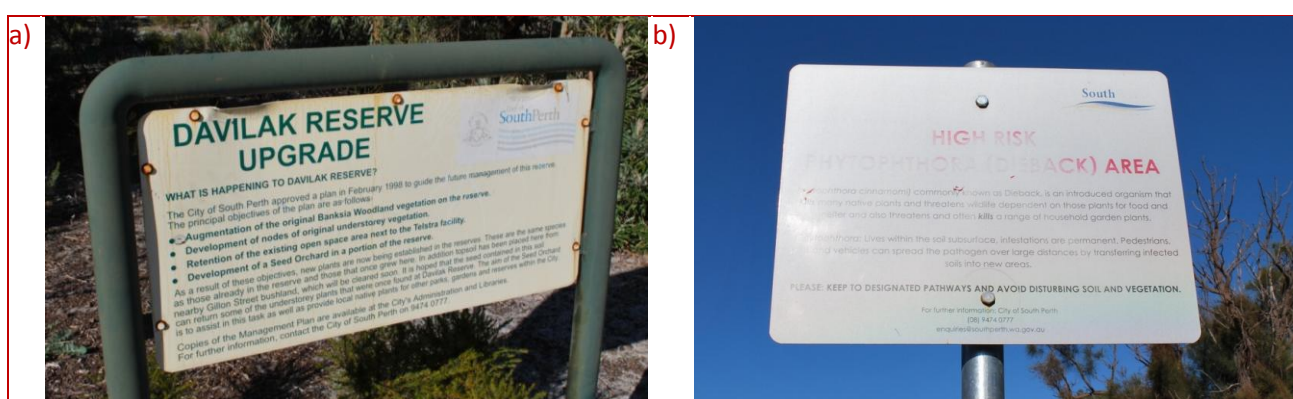 a)
DAVILAK RESERVE
UPGRADE
SouthPerth
WHAT IS HAPPENING TO DAVILAK RESERVE?
The City of South Perth approved a plan in February 1998 to guide the future management of this reserve.
The principal objectives of the plan are as follows:
• Augmentation of the original Banksia Woodland vegetation on the reserve.
• Development of nodes of original understorey vegetation.
• Retention of the existing open space area next to the Telstra facility.
• Development of a Seed Orchard in a portion of the reserve.
As a result of these objectives, new plants are now being established in the reserves. These are the same species
as those already in the reserve and those that once grew here. In addition topsoil has been placed here from
nearby Gillon Street bushland, which will be cleared soon. It is hoped that the seed contained in this soil
can return some of the understorey plants that were once found at Davilak Reserve. The aim of the Seed Orchard
is to assist in this task as well as provide local native plants for other parks, gardens and reserves within the City.
Copies of the Management Plan are available at the City's Administration and Libraries.
For further information, contact the City of South Perth on 9474 0777
b)
South
HIGH RISK
PHYTOPHTHORA (DIEBACK) AREA
commonly known as Dieback, is an introduced organism that
many native plants and threatens wildlife dependent on those plants for food and
and also threatens and often kills a range of household garden plants.
Lives within the soil subsurface, infestations are permanent. Pedestrians,
vehicles can spread the pathogen over large distances by transferring infected
soils into new areas.
PLEASE: KEEP TO DESIGNATED PATHWAYS AND AVOID DISTURBING SOIL AND VEGETATION.
For further information: City of South Perth
(08) 9474 0777
enquiries@southperth.wa.gov.au